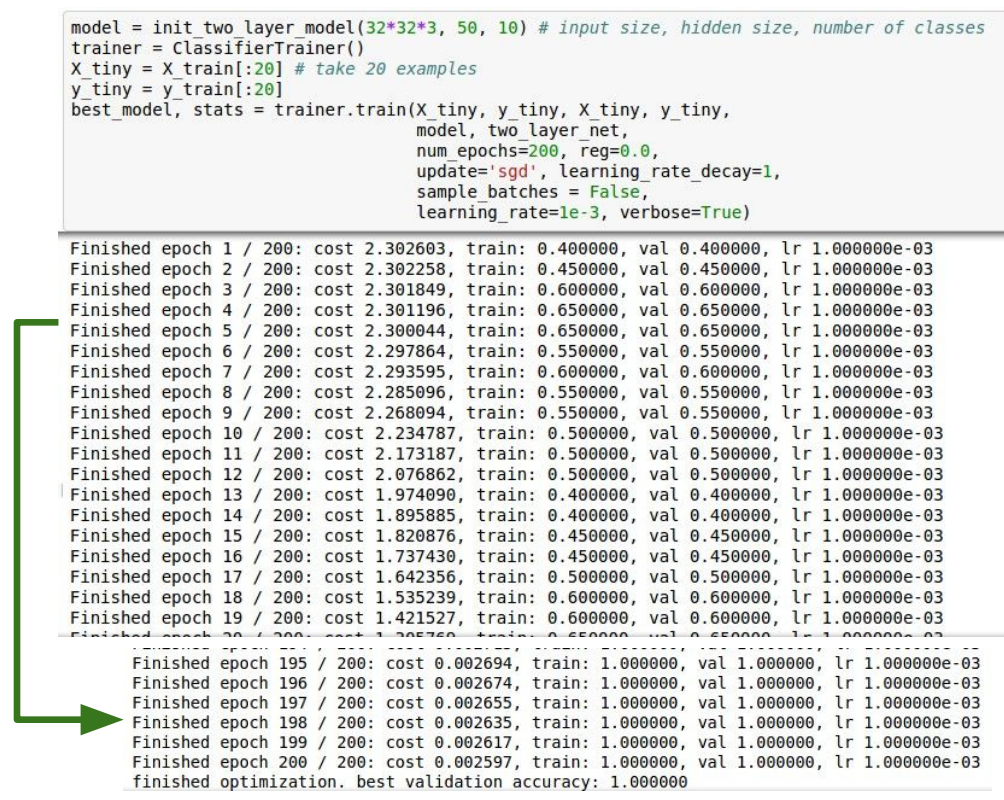 model = init_two_layer_model(32*32*3, 50, 10) # input size, hidden size, number of classes
trainer = ClassifierTrainer()
X_tiny = X_train[:20] # take 20 examples
y_tiny = y_train[:20]
best_model, stats = trainer.train(X_tiny, y_tiny, X_tiny, y_tiny,
model, two_layer_net,
num_epochs=200, reg=0.0,
update='sgd', learning_rate_decay=1,
sample_batches = False,
learning_rate=1e-3, verbose=True)
Finished epoch 1 / 200: cost 2.302603, train: 0.400000, val 0.400000, lr 1.000000e-03
Finished epoch 2 / 200: cost 2.302258, train: 0.450000, val 0.450000, lr 1.000000e-03
Finished epoch 3 / 200: cost 2.301849, train: 0.600000, val 0.600000, lr 1.000000e-03
Finished epoch 4 / 200: cost 2.301196, train: 0.650000, val 0.650000, lr 1.000000e-03
Finished epoch 5 / 200: cost 2.300044, train: 0.650000, val 0.650000, lr 1.000000e-03
Finished epoch 6 / 200: cost 2.297864, train: 0.550000, val 0.550000, lr 1.000000e-03
Finished epoch 7 / 200: cost 2.293595, train: 0.600000, val 0.600000, lr 1.000000e-03
Finished epoch 8 / 200: cost 2.285096, train: 0.550000, val 0.550000, lr 1.000000e-03
Finished epoch 9 / 200: cost 2.268094, train: 0.550000, val 0.550000, lr 1.000000e-03
Finished epoch 10 / 200: cost 2.234787, train: 0.500000, val 0.500000, lr 1.000000e-03
Finished epoch 11 / 200: cost 2.173187, train: 0.500000, val 0.500000, lr 1.000000e-03
Finished epoch 12 / 200: cost 2.076862, train: 0.500000, val 0.500000, lr 1.000000e-03
Finished epoch 13 / 200: cost 1.974090, train: 0.400000, val 0.400000, lr 1.000000e-03
Finished epoch 14 / 200: cost 1.895885, train: 0.400000, val 0.400000, lr 1.000000e-03
Finished epoch 15 / 200: cost 1.820876, train: 0.450000, val 0.450000, lr 1.000000e-03
Finished epoch 16 / 200: cost 1.737430, train: 0.450000, val 0.450000, lr 1.000000e-03
Finished epoch 17 / 200: cost 1.642356, train: 0.500000, val 0.500000, lr 1.000000e-03
Finished epoch 18 / 200: cost 1.535239, train: 0.600000, val 0.600000, lr 1.000000e-03
Finished epoch 19 / 200: cost 1.421527, train: 0.600000, val 0.600000, lr 1.000000e-03
Finished epoch 195 / 200: cost 0.002694, train: 1.000000, val 1.000000, lr 1.000000e-03
Finished epoch 196 / 200: cost 0.002674, train: 1.000000, val 1.000000, lr 1.000000e-03
Finished epoch 197 / 200: cost 0.002655, train: 1.000000, val 1.000000, lr 1.000000e-03
Finished epoch 198 / 200: cost 0.002635, train: 1.000000, val 1.000000, lr 1.000000e-03
Finished epoch 199 / 200: cost 0.002617, train: 1.000000, val 1.000000, lr 1.000000e-03
Finished epoch 200 / 200: cost 0.002597, train: 1.000000, val 1.000000, lr 1.000000e-03
finished optimization. best validation accuracy: 1.000000